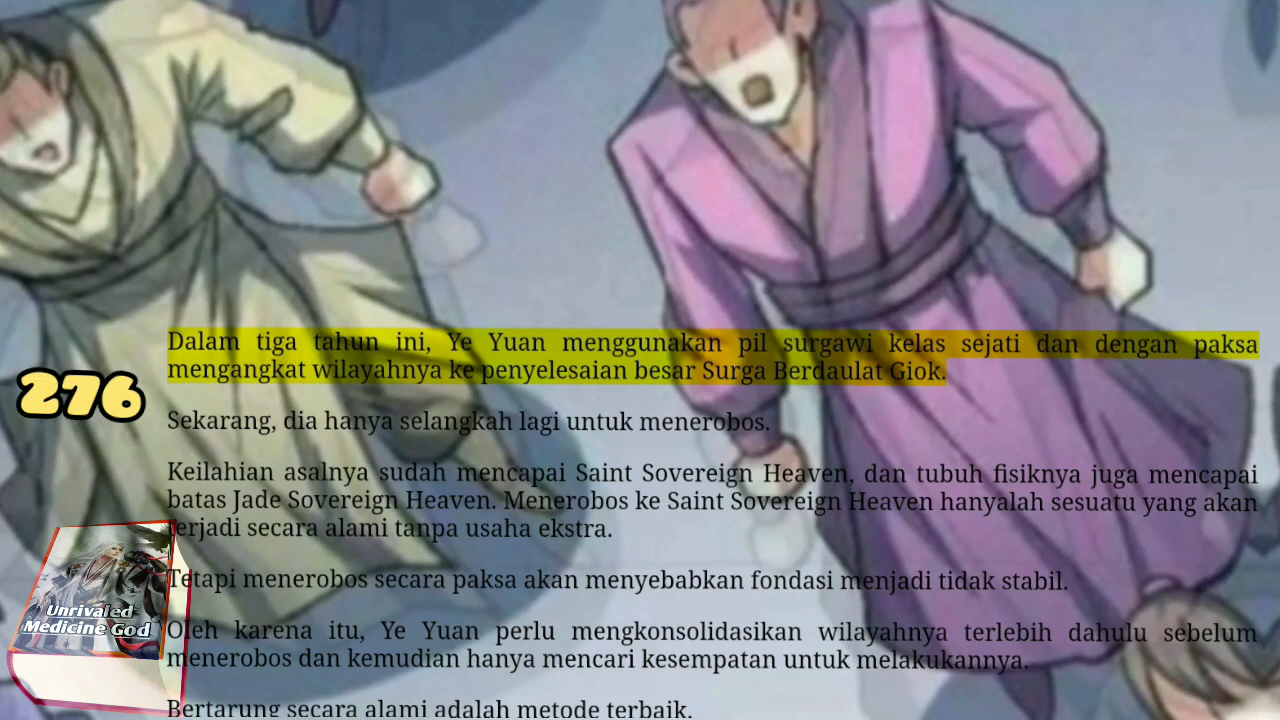 Dalam tiga tahun ini, Ye Yuan menggunakan pil surgawi kelas sejati dan dengan paksa
mengangkat wilayahnya ke penyelesaian besar Surga Berdaulat Giok.
276
Sekarang, dia hanya selangkah lagi untuk menerobos.
Keilahian asalnya sudah mencapai Saint Sovereign Heaven, dan tubuh fisiknya juga mencapai
batas Jade Sovereign Heaven. Menerobos ke Saint Sovereign Heaven hanyalah sesuatu yang akan
terjadi secara alami tanpa usaha ekstra.
Tetapi menerobos secara paksa akan menyebabkan fondasi menjadi tidak stabil.
Unrivaled
Medicine God
Oleh karena itu, Ye Yuan perlu mengkonsolidasikan wilayahnya terlebih dahulu sebelum
menerobos dan kemudian hanya mencari kesempatan untuk melakukannya.
Bertarung secara alami adalah metode terbaik.